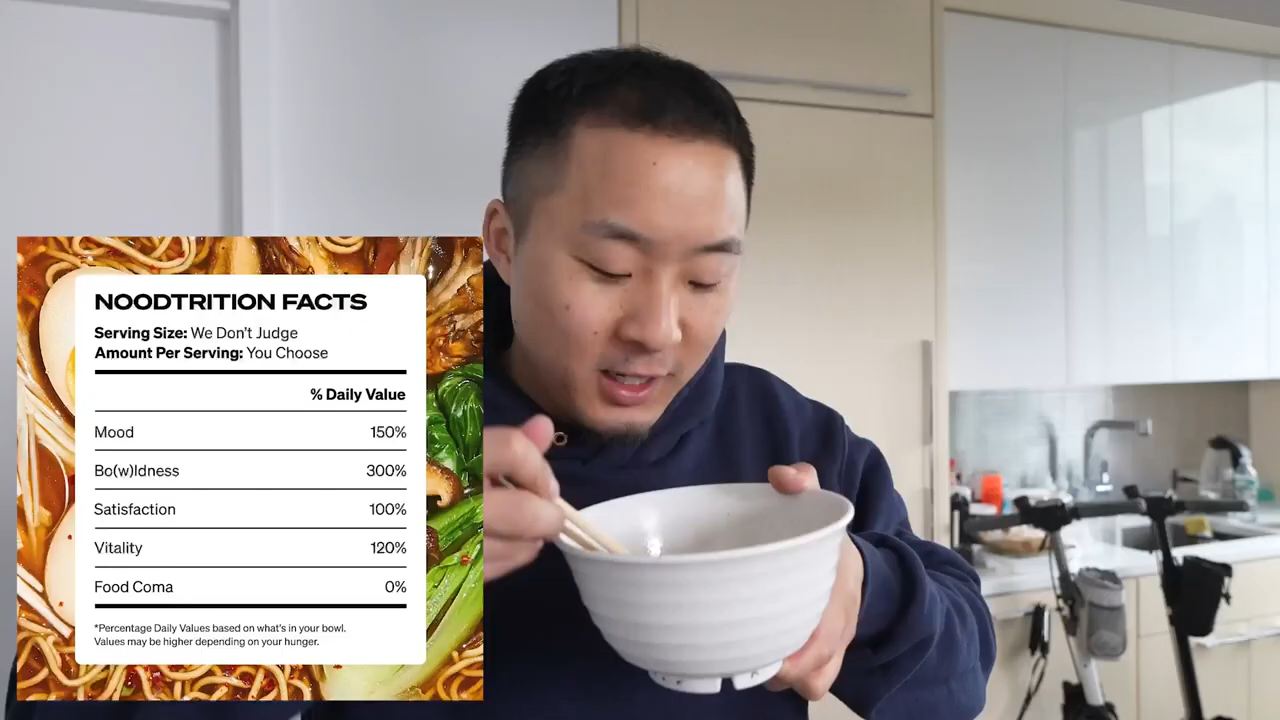 NOODTRITION FACTS
Serving Size: We Don't Judge
Amount Per Serving: You Choose
% Daily Value
Mood 150%
Bo(w)ldness 300%
Satisfaction 100%
Vitality 120%
Food Coma 0%
*Percentage Daily Values based on what's in your bowl.
Values may be higher depending on your hunger.